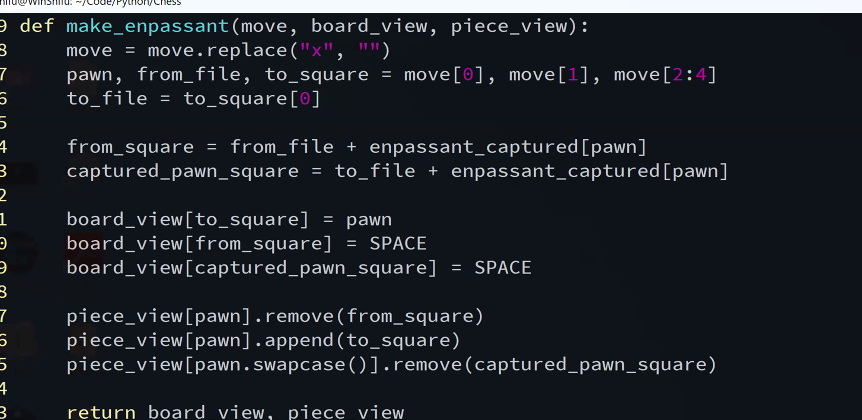 nifu@WinShifu: ~/Code/Python/Chess
9 def make_enpassant(move, board_view, piece_view):
8     move = move.replace("x", "")
7     pawn, from_file, to_square = move[0], move[1], move[2:4]
6     to_file = to_square[0]
5
4     from_square = from_file + enpassant_captured[pawn]
3     captured_pawn_square = to_file + enpassant_captured[pawn]
2
1     board_view[to_square] = pawn
0     board_view[from_square] = SPACE
9     board_view[captured_pawn_square] = SPACE
8
7     piece_view[pawn].remove(from_square)
6     piece_view[pawn].append(to_square)
5     piece_view[pawn.swapcase()].remove(captured_pawn_square)
4
3     return board_view, piece_view